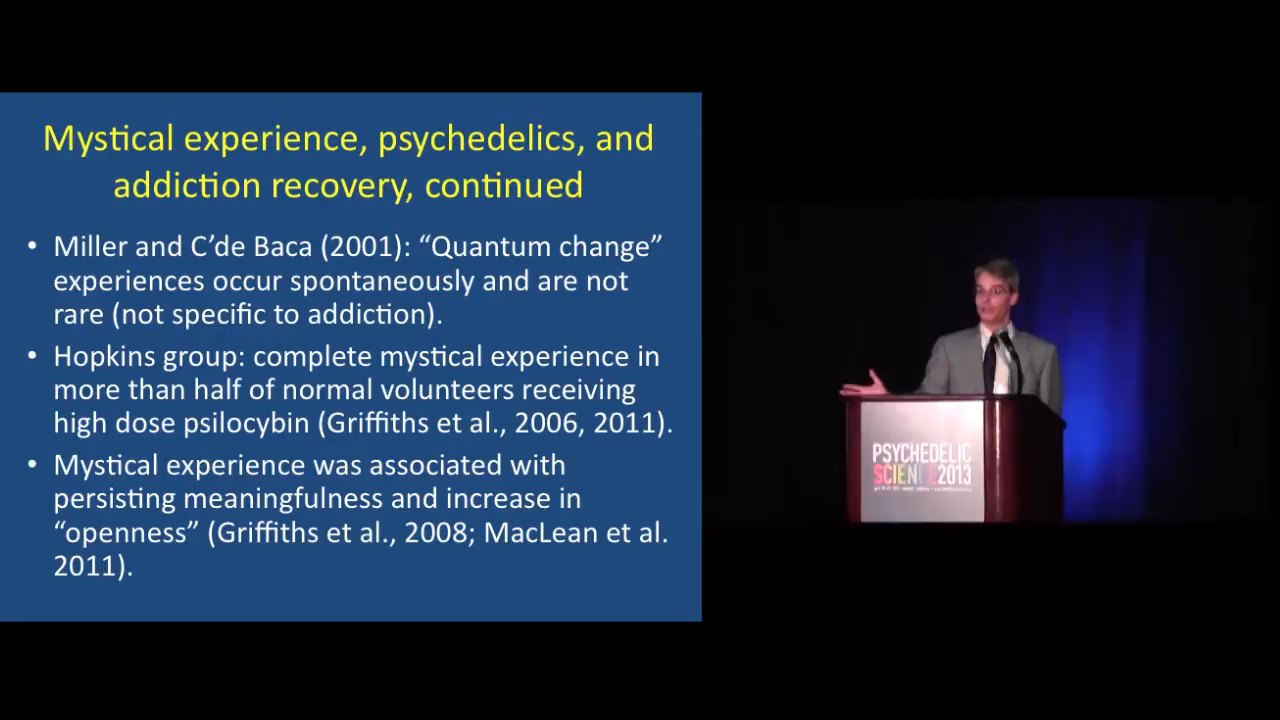 Mystical experience, psychedelics, and
addiction recovery, continued
• Miller and C’de Baca (2001): “Quantum change”
experiences occur spontaneously and are not
rare (not specific to addiction).
• Hopkins group: complete mystical experience in
more than half of normal volunteers receiving
high dose psilocybin (Griffiths et al., 2006, 2011).
• Mystical experience was associated with
persisting meaningfulness and increase in
“openness” (Griffiths et al., 2008; MacLean et al.
2011).
PSYCHEDELIC
SCIENCE2013